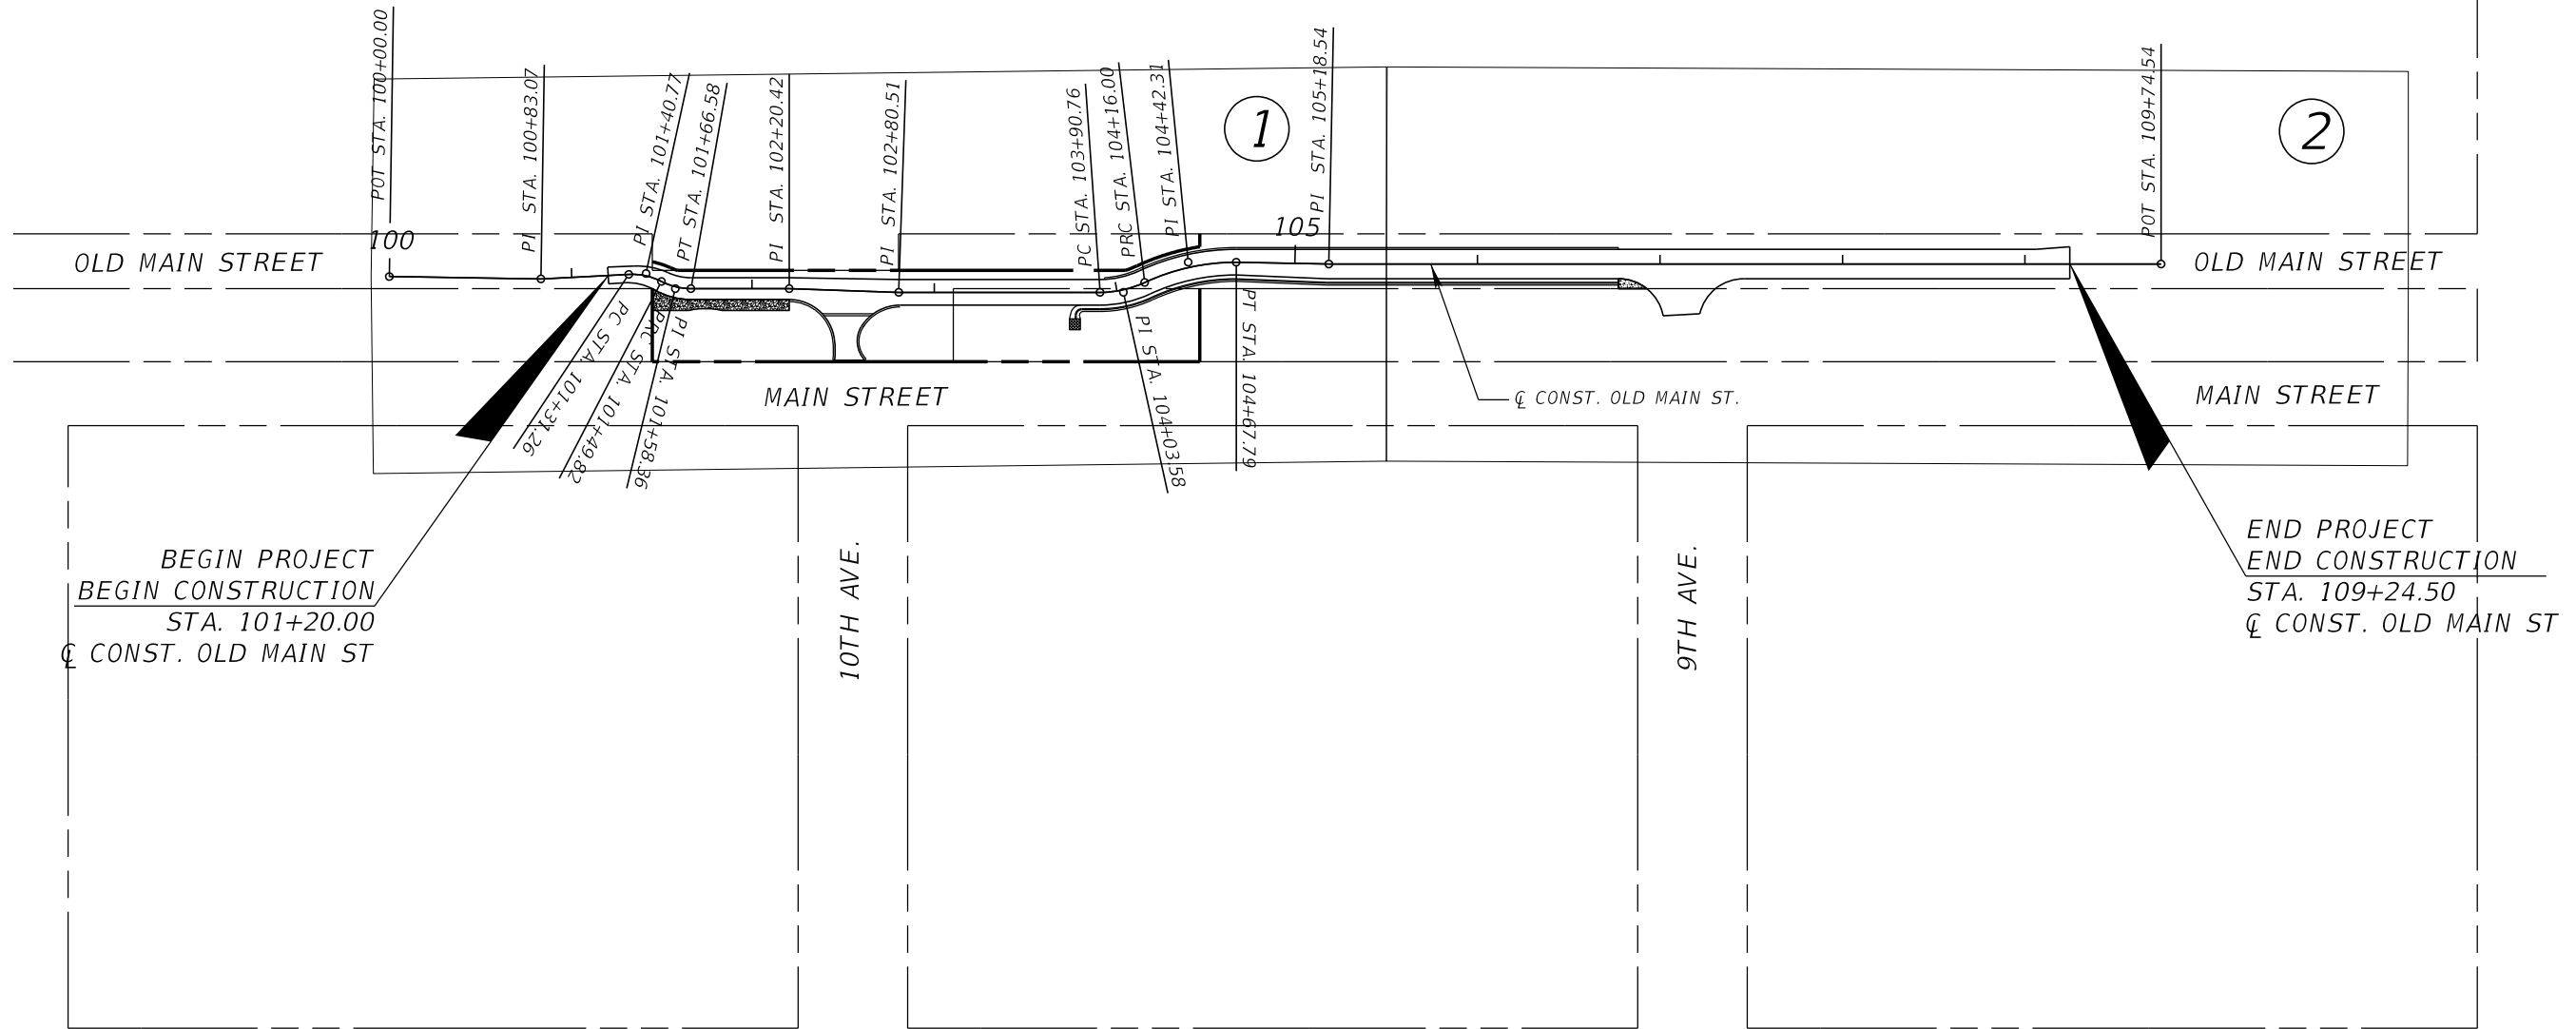 POT STA. 100+00.00
PI STA. 100+83.07
PI STA. 101+40.77
PT STA. 101+66.58
PI STA. 102+20.42
PI STA. 102+80.51
PC STA. 103+90.76
PRC STA. 104+16.00
PI STA. 104+42.31
PI STA. 105+18.54
POT STA. 109+74.54
1
2
100
105
OLD MAIN STREET
OLD MAIN STREET
PC STA. 101+31.26
PRC STA. 101+49.82
PI STA. 101+58.36
PI STA. 104+03.58
PT STA. 104+67.79
MAIN STREET
℄ CONST. OLD MAIN ST.
MAIN STREET
BEGIN PROJECT
BEGIN CONSTRUCTION
STA. 101+20.00
℄ CONST. OLD MAIN ST
10TH AVE.
9TH AVE.
END PROJECT
END CONSTRUCTION
STA. 109+24.50
℄ CONST. OLD MAIN ST